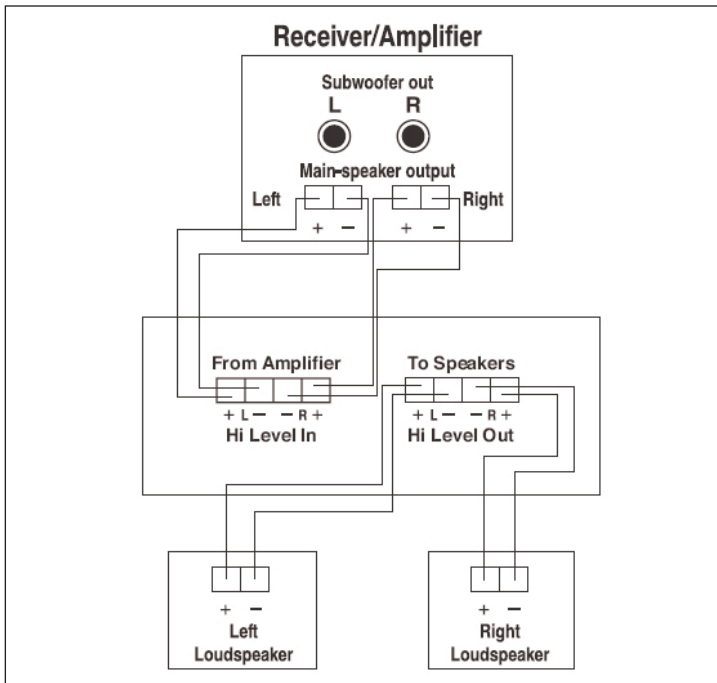 Receiver/Amplifier
Subwoofer out
L R
Main-speaker output
Left Right
+ − + −
From Amplifier To Speakers
+ L − − R + + L − − R +
Hi Level In Hi Level Out
+ − + −
Left Right
Loudspeaker Loudspeaker